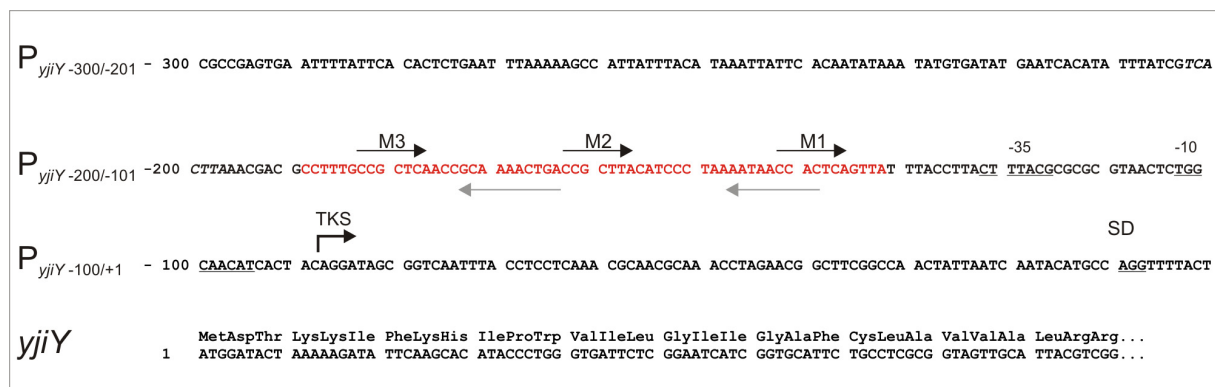 P yjiY -300/-201 - 300 CGCCGAGTGA ATTTTATTCA CACTCTGAAT TTAAAAAGCC ATTATTTACA TAAATTATTC ACAATATAAA TATGTGATAT GAATCACATA TTTATCGTCA
M3 M2 M1 -35 -10
P yjiY -200/-101 -200 CTTAAACGACG CCTTTGCCG CTCAACCGCA AAACTGACCG CTTACATCCC TAAAATAACC ACTCAGTTAT TTACCTTACT TTACGCGCGC GTAACTCTGG
TKS SD
P yjiY -100/+1 - 100 CAACATCACT ACAGGATAGC GGTCAATTTA CCTCCTCAAA CGCAACGCAA ACCTAGAACG GCTTCGGCCA ACTATTAATC AATACATGCC AGGTTTTACT
MetAspThr LysLysIle PheLysHis IleProTrp ValIleLeu GlyIleIle GlyAlaPhe CysLeuAla ValValAla LeuArgArg...
yjiY 1 ATGGATACT AAAAAGATA TTCAAGCAC ATACCCTGG GTGATTCTC GGAATCATC GGTGCATTC TGCCTCGCG GTAGTTGCA TTACGTCGG...